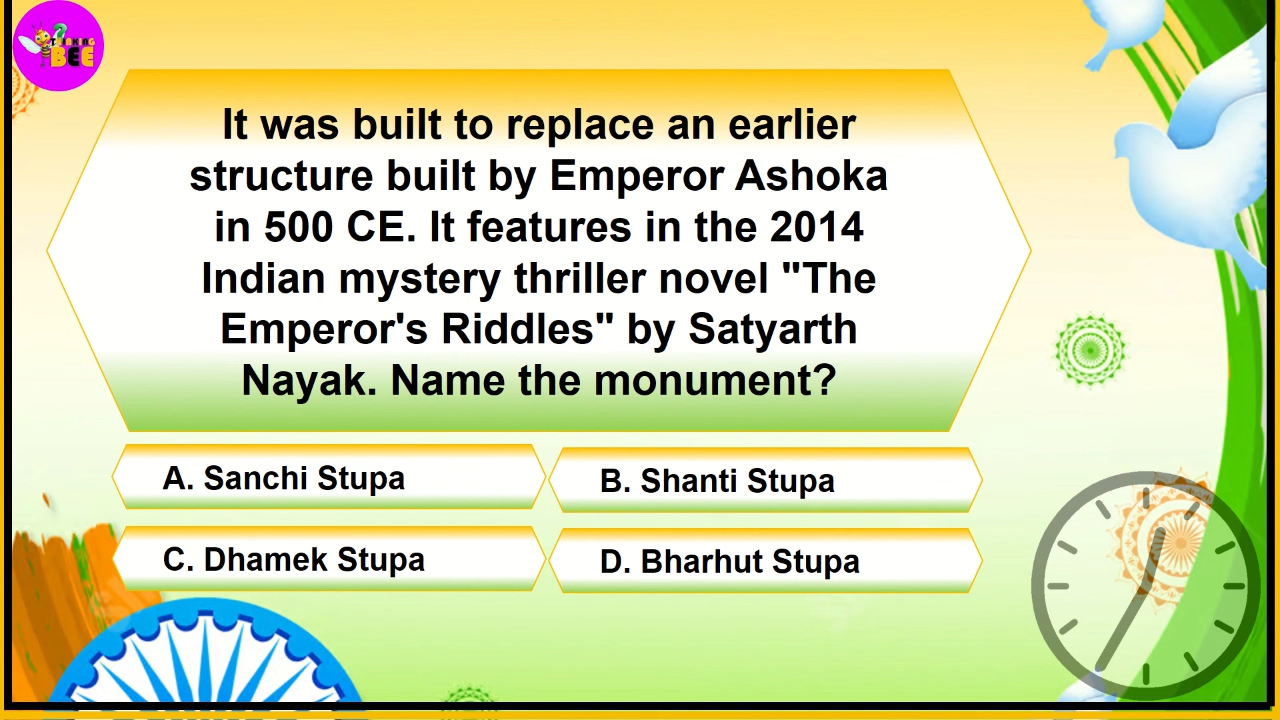 THINKING
BEE
It was built to replace an earlier
structure built by Emperor Ashoka
in 500 CE. It features in the 2014
Indian mystery thriller novel "The
Emperor's Riddles" by Satyarth
Nayak. Name the monument?
A. Sanchi Stupa
B. Shanti Stupa
C. Dhamek Stupa
D. Bharhut Stupa